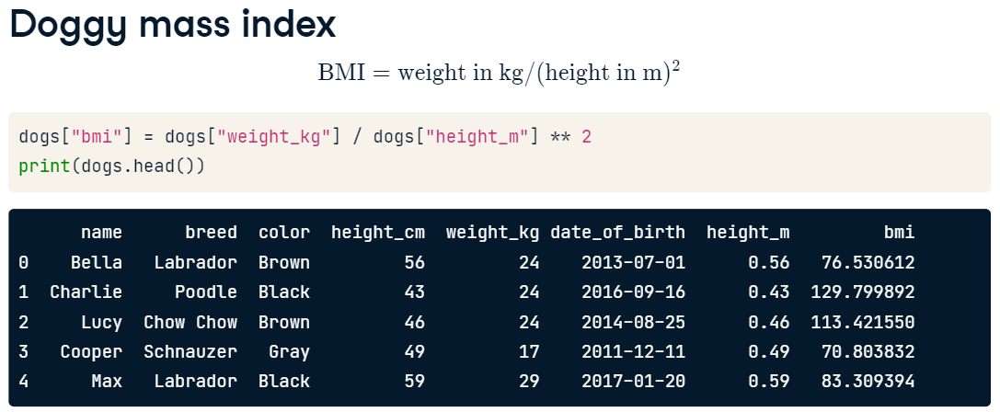 Doggy mass index
BMI = weight in kg/(height in m)²
dogs["bmi"] = dogs["weight_kg"] / dogs["height_m"] ** 2
print(dogs.head())
      name      breed  color  height_cm  weight_kg date_of_birth  height_m         bmi
0    Bella   Labrador  Brown         56         24    2013-07-01      0.56   76.530612
1  Charlie     Poodle  Black         43         24    2016-09-16      0.43  129.799892
2     Lucy  Chow Chow  Brown         46         24    2014-08-25      0.46  113.421550
3   Cooper  Schnauzer   Gray         49         17    2011-12-11      0.49   70.803832
4      Max   Labrador  Black         59         29    2017-01-20      0.59   83.309394